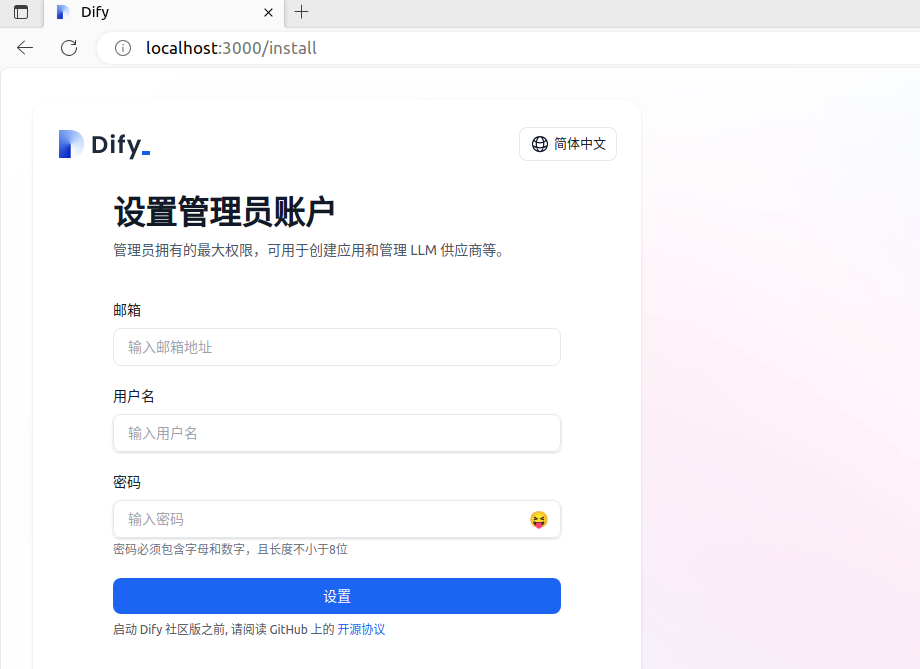 Dify
localhost:3000/install
Dify_
简体中文
设置管理员账户
管理员拥有的最大权限，可用于创建应用和管理 LLM 供应商等。
邮箱
输入邮箱地址
用户名
输入用户名
密码
输入密码
密码必须包含字母和数字，且长度不小于8位
设置
启动 Dify 社区版之前, 请阅读 GitHub 上的 开源协议